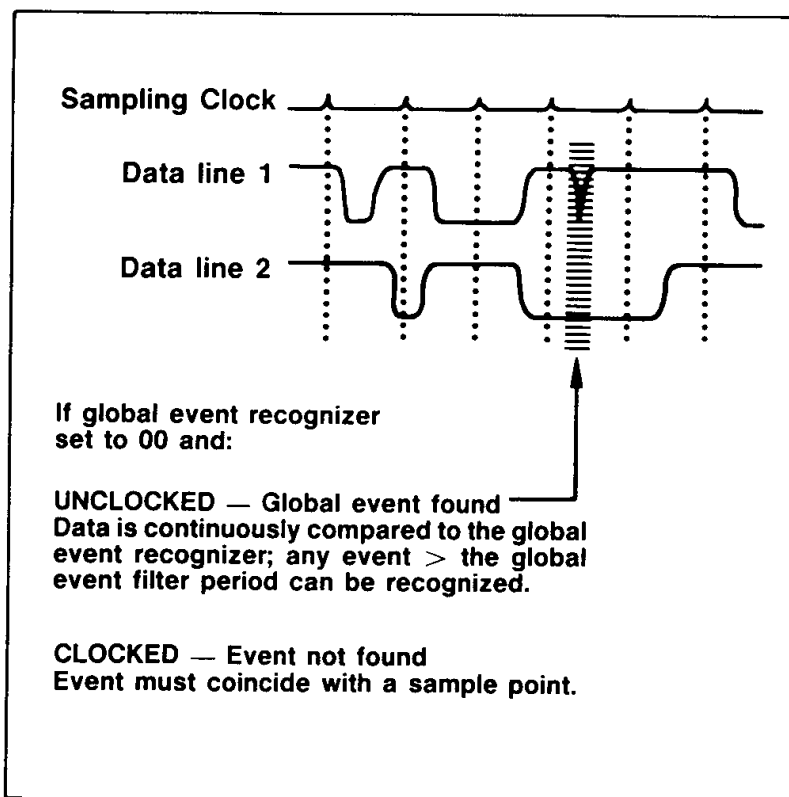 Sampling Clock
Data line 1
Data line 2
If global event recognizer
set to 00 and:
UNCLOCKED — Global event found
Data is continuously compared to the global
event recognizer; any event > the global
event filter period can be recognized.
CLOCKED — Event not found
Event must coincide with a sample point.